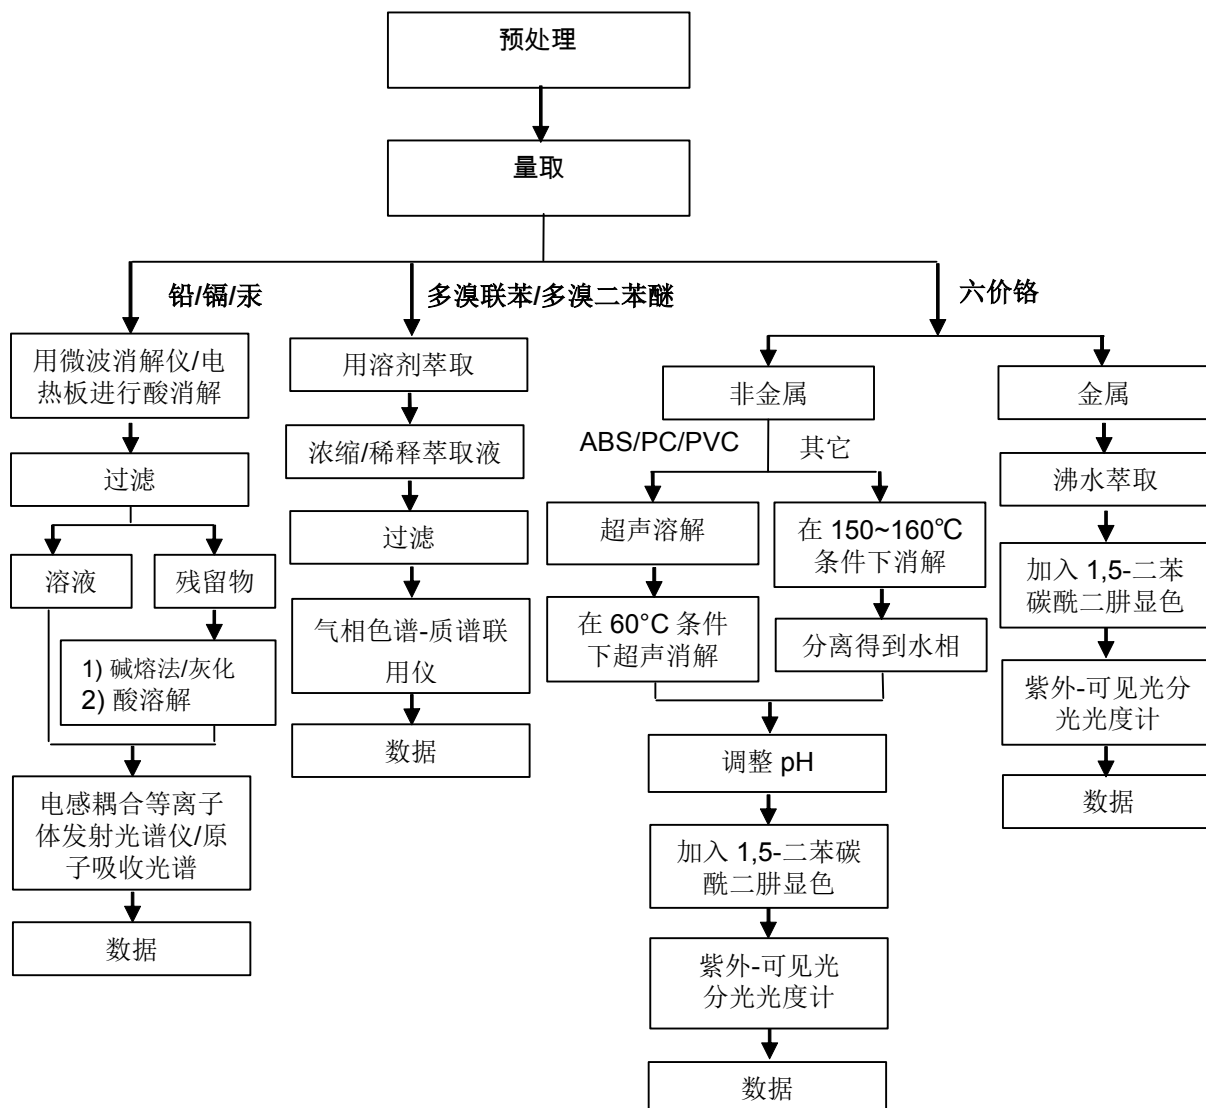 预处理
量取
铅/镉/汞
多溴联苯/多溴二苯醚
六价铬
用微波消解仪/电
热板进行酸消解
过滤
溶液
残留物
1) 碱熔法/灰化
2) 酸溶解
电感耦合等离子
体发射光谱仪/原
子吸收光谱
数据
用溶剂萃取
浓缩/稀释萃取液
过滤
气相色谱-质谱联
用仪
数据
非金属
ABS/PC/PVC
其它
超声溶解
在 60°C 条件
下超声消解
在 150~160℃
条件下消解
分离得到水相
调整 pH
加入 1,5-二苯碳
酰二肼显色
紫外-可见光
分光光度计
数据
金属
沸水萃取
加入 1,5-二苯
碳酰二肼显色
紫外-可见光分
光光度计
数据